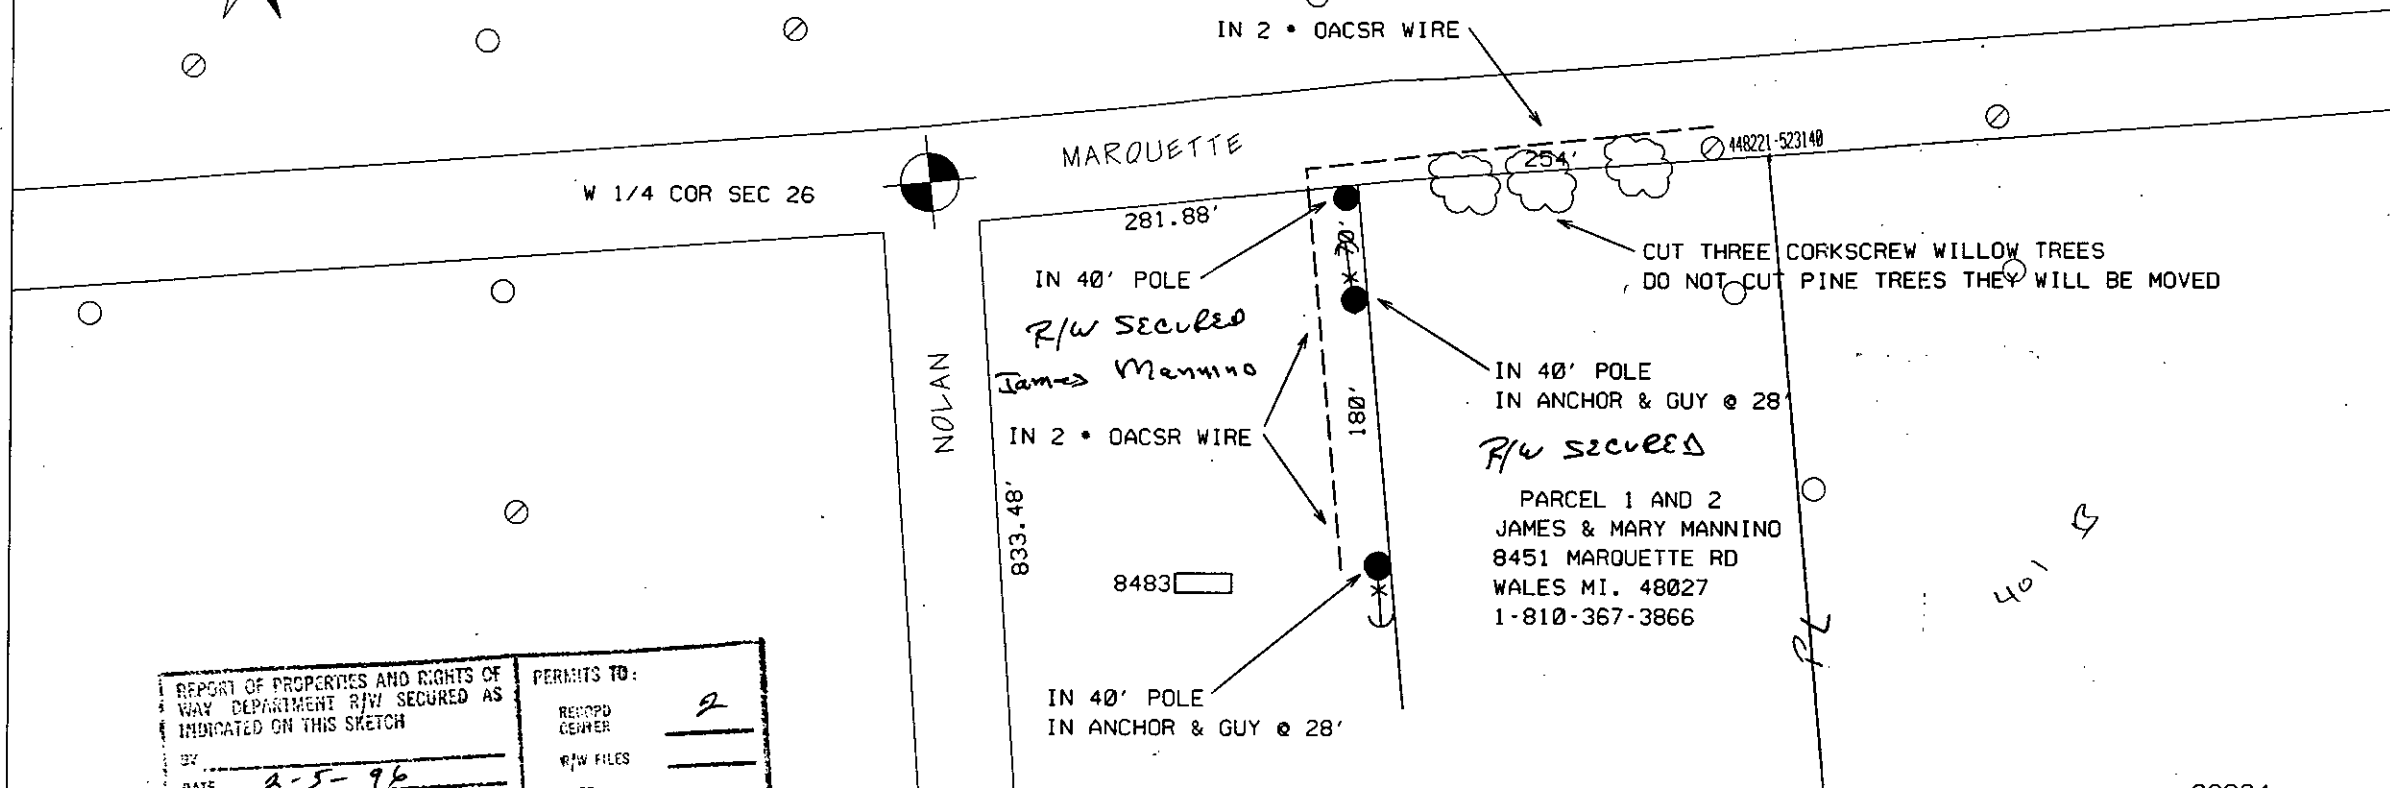 IN 2 • OACSR WIRE
MARQUETTE
448221-523140
254'
W 1/4 COR SEC 26
281.88'
70'
CUT THREE CORKSCREW WILLOW TREES
DO NOT CUT PINE TREES THEY WILL BE MOVED
IN 40' POLE
R/W SECURED
James Mannino
NOLAN
IN 2 • OACSR WIRE
180'
IN 40' POLE
IN ANCHOR & GUY @ 28'
R/W SECURED
833.48'
PARCEL 1 AND 2
JAMES & MARY MANNINO
8451 MARQUETTE RD
WALES MI. 48027
1-810-367-3866
8483
401 B
PL
IN 40' POLE
IN ANCHOR & GUY @ 28'
REPORT OF PROPERTIES AND RIGHTS OF
WAY DEPARTMENT R/W SECURED AS
INDICATED ON THIS SKETCH
BY
DATE 2-5-96
PERMITS TO:
RECORD
CENTER 2
R/W FILES